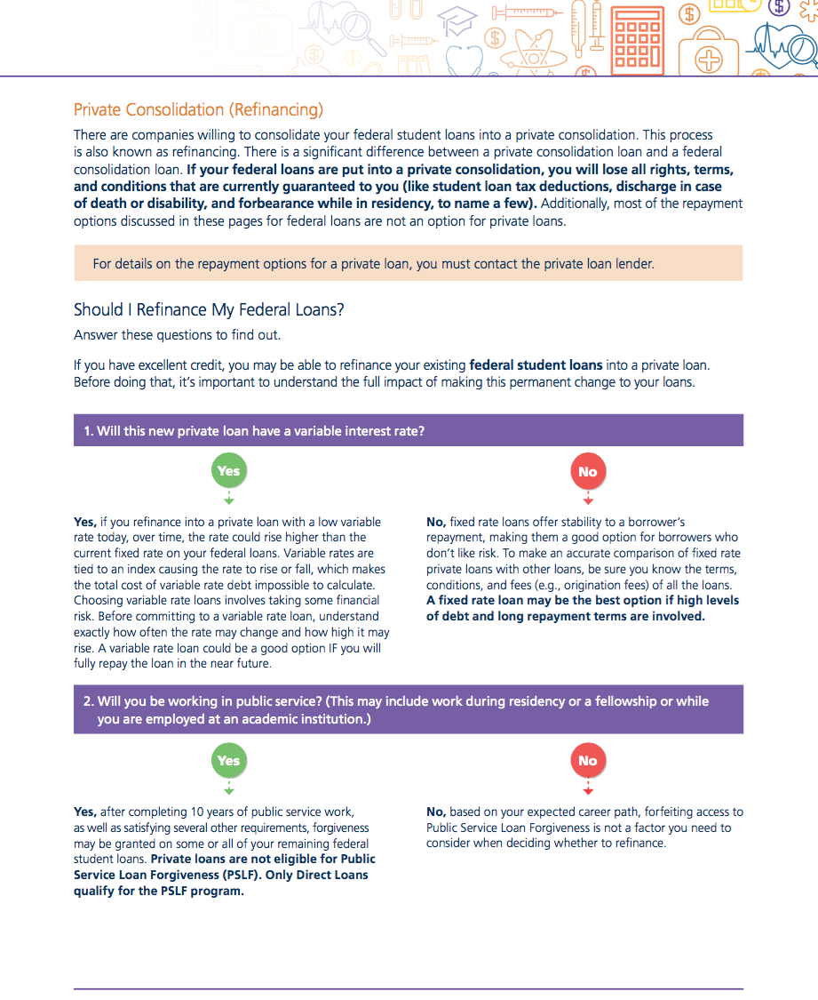 Private Consolidation (Refinancing)
There are companies willing to consolidate your federal student loans into a private consolidation. This process
is also known as refinancing. There is a significant difference between a private consolidation loan and a federal
consolidation loan. If your federal loans are put into a private consolidation, you will lose all rights, terms,
and conditions that are currently guaranteed to you (like student loan tax deductions, discharge in case
of death or disability, and forbearance while in residency, to name a few). Additionally, most of the repayment
options discussed in these pages for federal loans are not an option for private loans.
For details on the repayment options for a private loan, you must contact the private loan lender.
Should I Refinance My Federal Loans?
Answer these questions to find out.
If you have excellent credit, you may be able to refinance your existing federal student loans into a private loan.
Before doing that, it's important to understand the full impact of making this permanent change to your loans.
1. Will this new private loan have a variable interest rate?
Yes
Yes, if you refinance into a private loan with a low variable
rate today, over time, the rate could rise higher than the
current fixed rate on your federal loans. Variable rates are
tied to an index causing the rate to rise or fall, which makes
the total cost of variable rate debt impossible to calculate.
Choosing variable rate loans involves taking some financial
risk. Before committing to a variable rate loan, understand
exactly how often the rate may change and how high it may
rise. A variable rate loan could be a good option IF you will
fully repay the loan in the near future.
No
No, fixed rate loans offer stability to a borrower's
repayment, making them a good option for borrowers who
don't like risk. To make an accurate comparison of fixed rate
private loans with other loans, be sure you know the terms,
conditions, and fees (e.g., origination fees) of all the loans.
A fixed rate loan may be the best option if high levels
of debt and long repayment terms are involved.
2. Will you be working in public service? (This may include work during residency or a fellowship or while
you are employed at an academic institution.)
Yes
Yes, after completing 10 years of public service work,
as well as satisfying several other requirements, forgiveness
may be granted on some or all of your remaining federal
student loans. Private loans are not eligible for Public
Service Loan Forgiveness (PSLF). Only Direct Loans
qualify for the PSLF program.
No
No, based on your expected career path, forfeiting access to
Public Service Loan Forgiveness is not a factor you need to
consider when deciding whether to refinance.